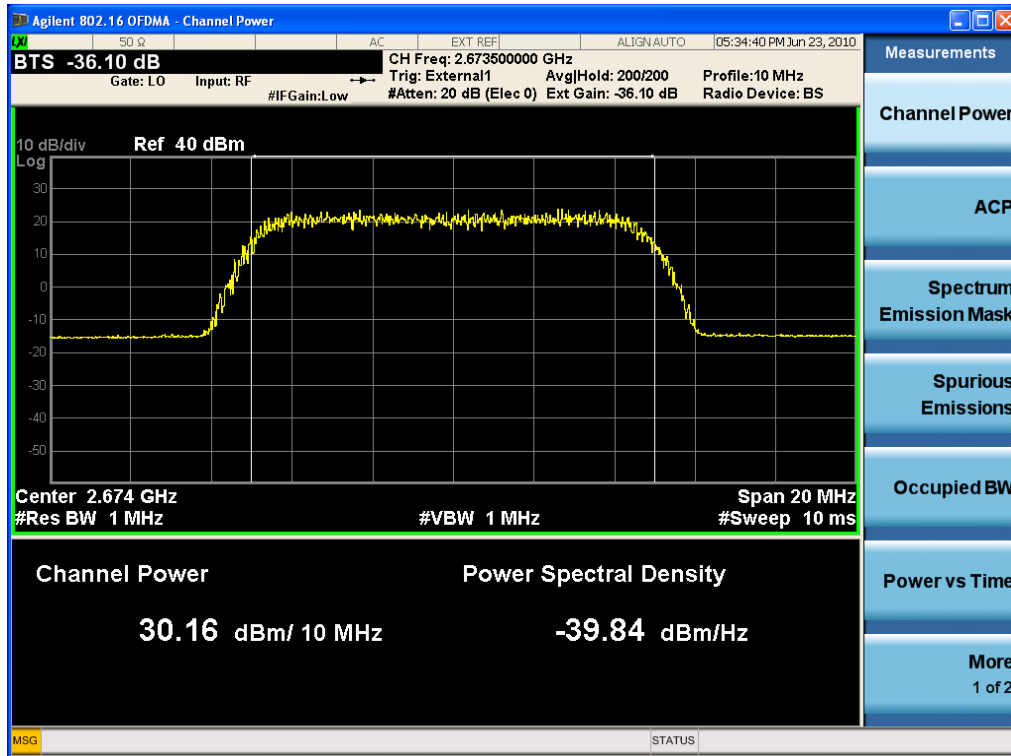 Agilent 802.16 OFDMA - Channel Power
LXI 50 Ω AC EXT REF ALIGN AUTO 05:34:40 PM Jun 23, 2010
BTS -36.10 dB
Gate: LO Input: RF
#IFGain:Low
CH Freq: 2.673500000 GHz
Trig: External1 Avg|Hold: 200/200 Profile:10 MHz
#Atten: 20 dB (Elec 0) Ext Gain: -36.10 dB Radio Device: BS
10 dB/div Ref 40 dBm
Log
30
20
10
0
-10
-20
-30
-40
-50
Center 2.674 GHz Span 20 MHz
#Res BW 1 MHz #VBW 1 MHz #Sweep 10 ms
Channel Power Power Spectral Density
30.16 dBm/ 10 MHz -39.84 dBm/Hz
Measurements
Channel Power
ACP
Spectrum
Emission Mask
Spurious
Emissions
Occupied BW
Power vs Time
More
1 of 2
MSG STATUS